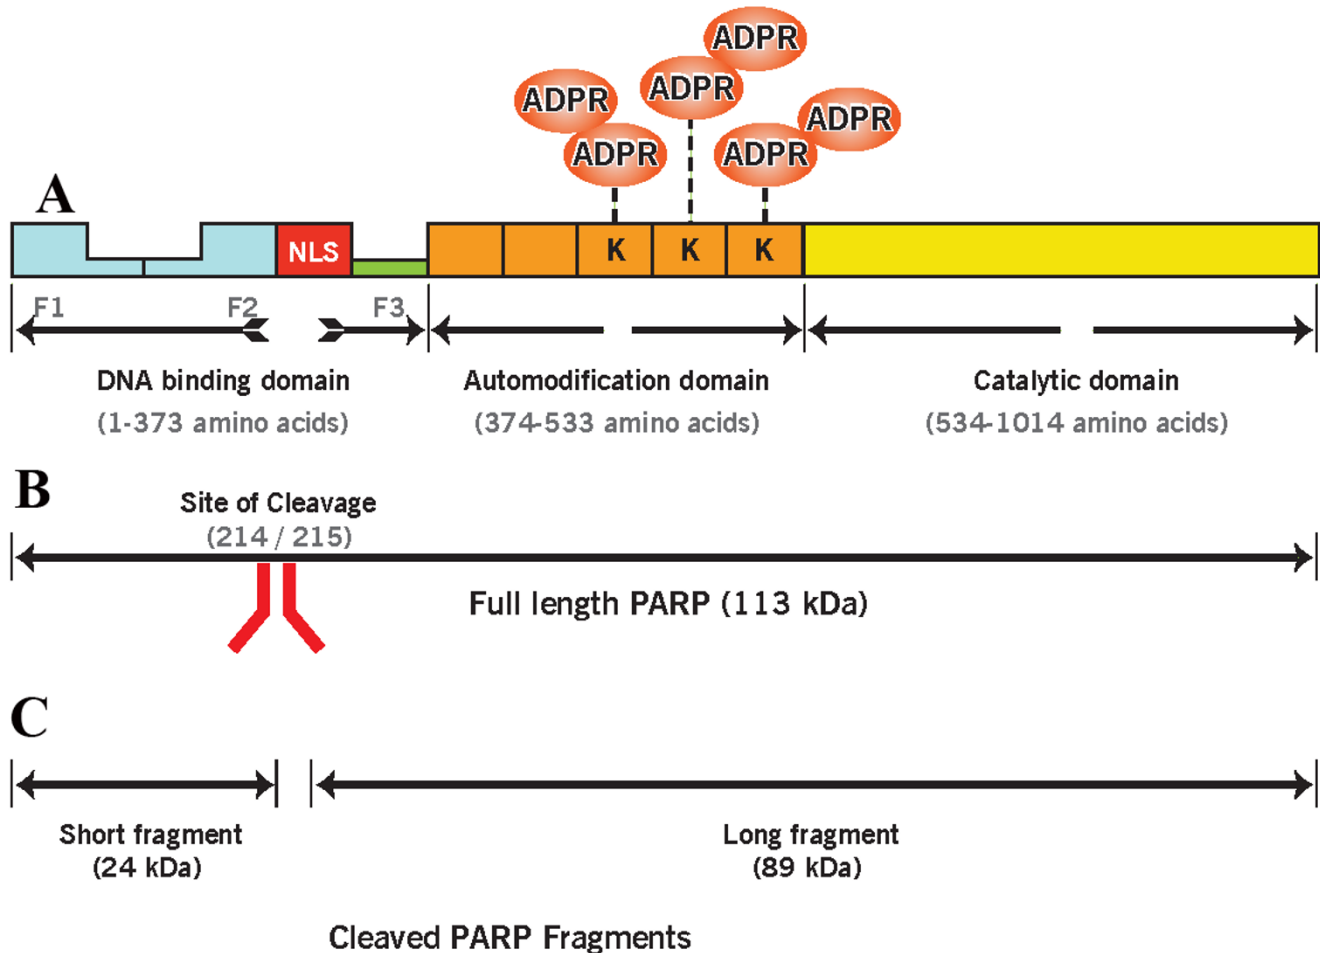 ADPR
ADPR ADPR
ADPR ADPR ADPR
A
NLS K K K
F1 F2 F3
DNA binding domain Automodification domain Catalytic domain
(1-373 amino acids) (374-533 amino acids) (534-1014 amino acids)
B
Site of Cleavage
(214 / 215)
Full length PARP (113 kDa)
C
Short fragment Long fragment
(24 kDa) (89 kDa)
Cleaved PARP Fragments